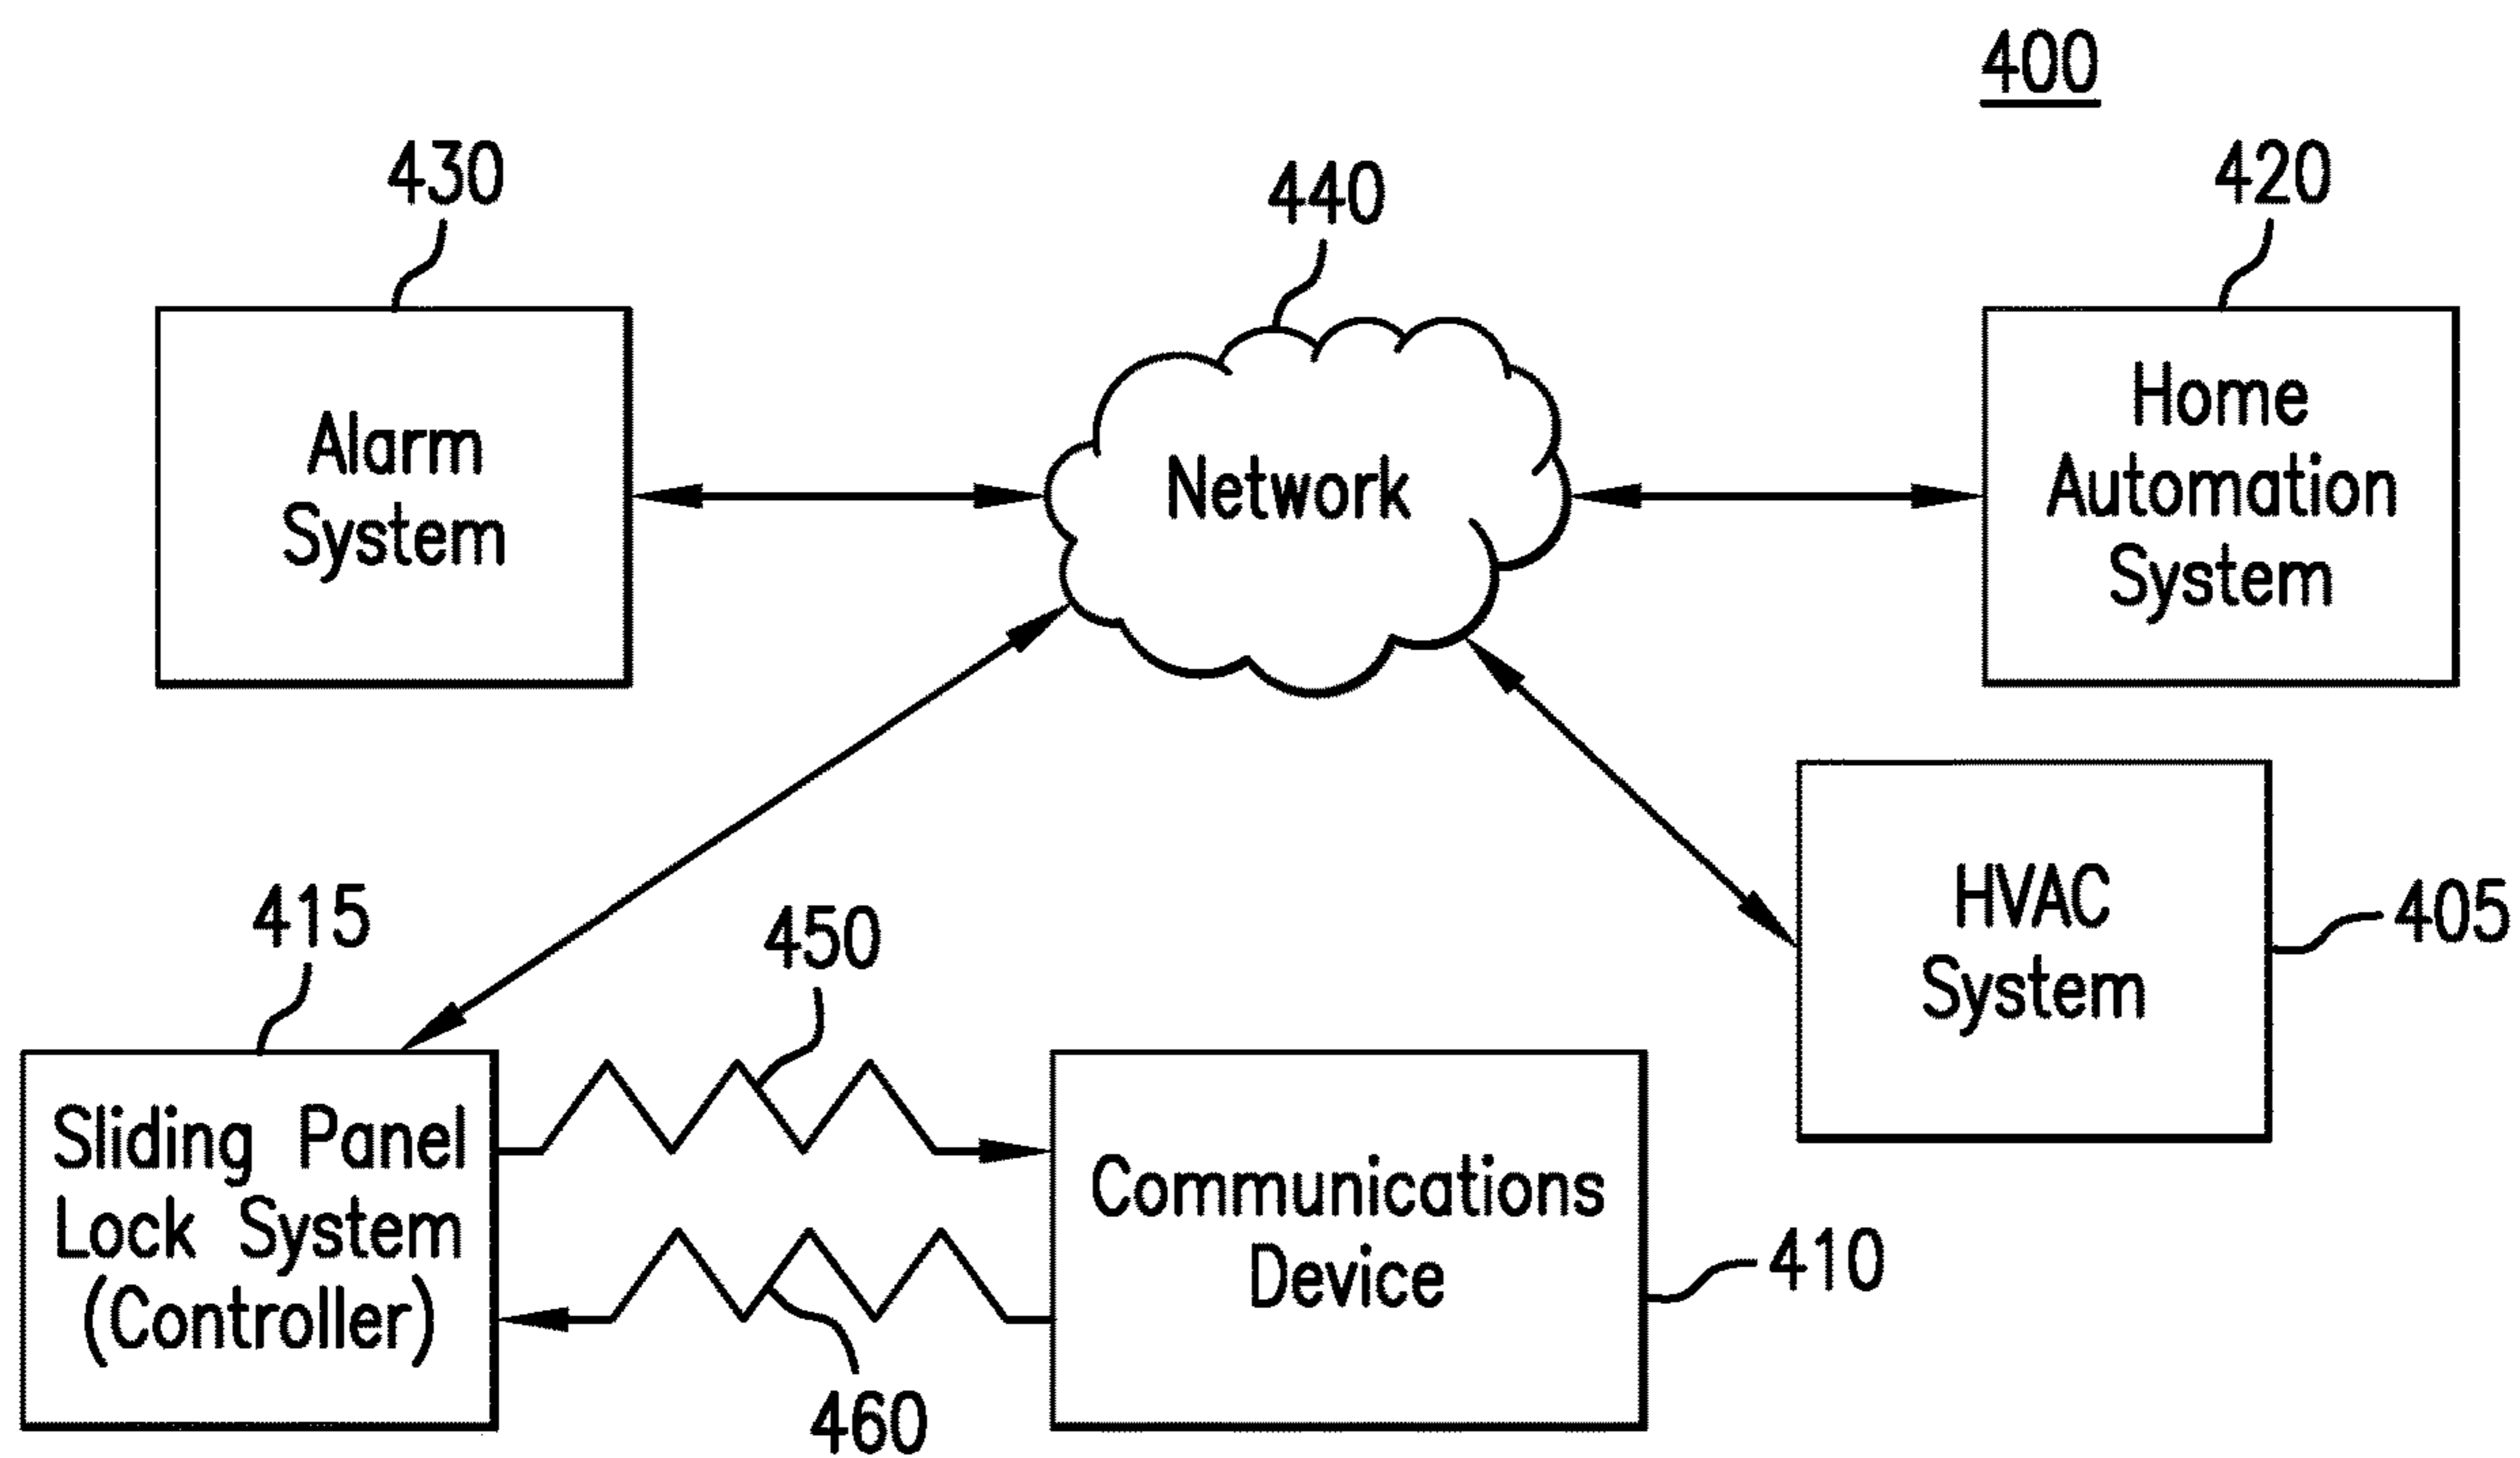 400
430
440
420
Alarm
System
Network
Home
Automation
System
HVAC
System
405
415
450
Sliding Panel
Lock System
(Controller)
Communications
Device
410
460